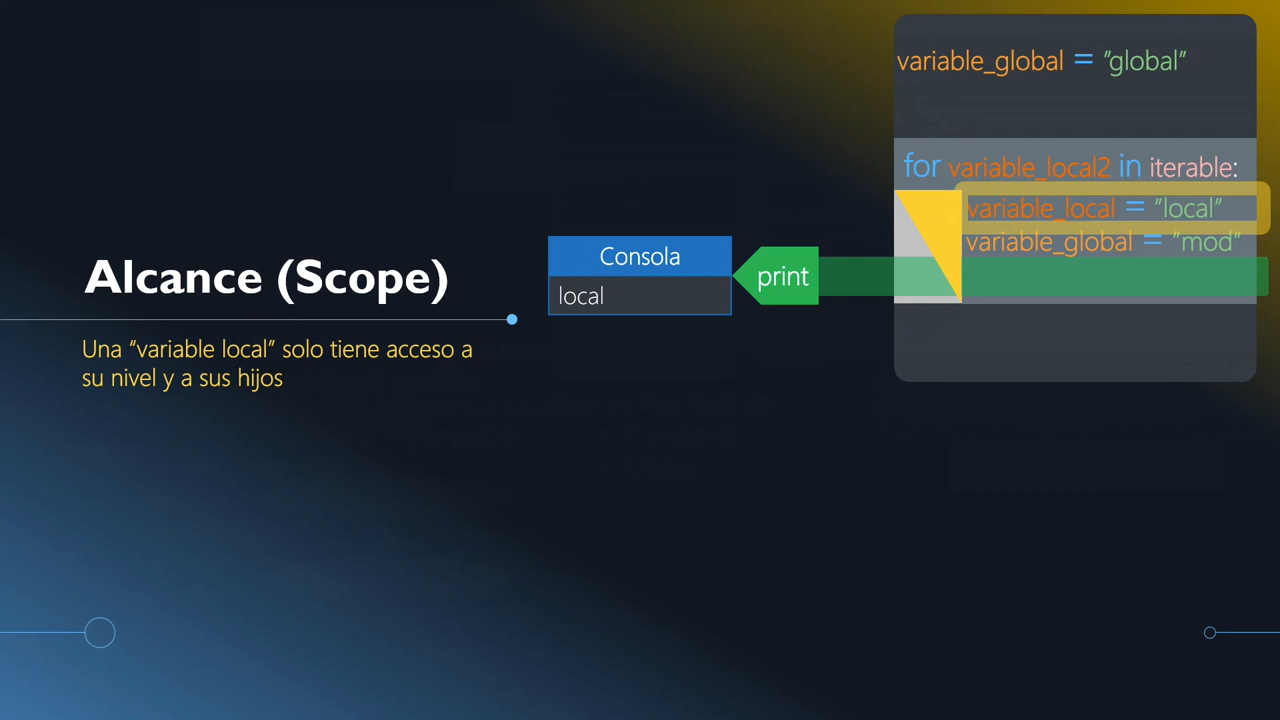 Alcance (Scope)
Una “variable local” solo tiene acceso a
su nivel y a sus hijos
Consola
local
print
variable_global = ”global”
for variable_local2 in iterable:
variable_local = ”local”
variable_global = ”mod”